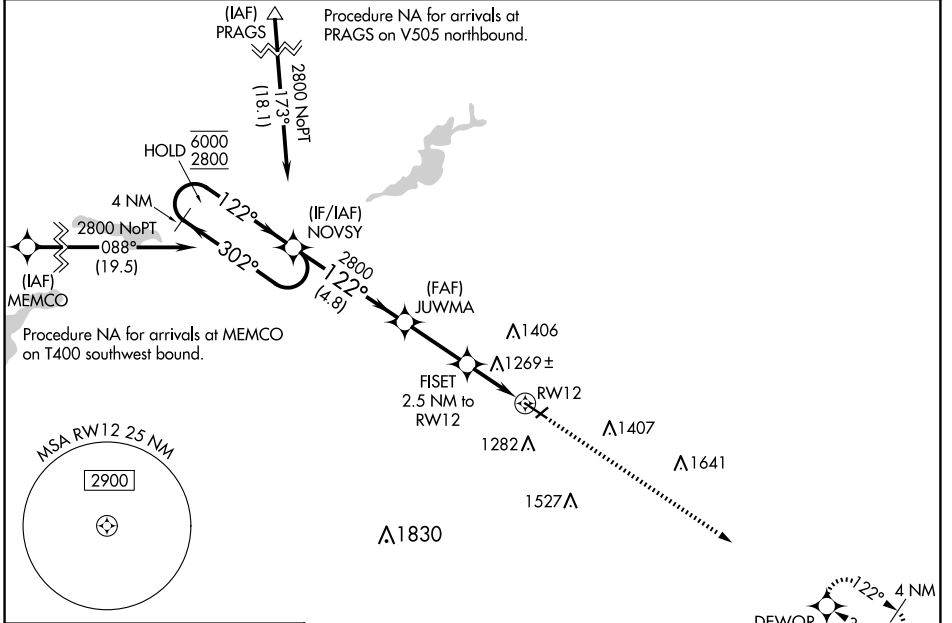 (IAF)
PRAGS
Procedure NA for arrivals at
PRAGS on V505 northbound.
2800 NoPT
173°
(18.1)
HOLD
6000
2800
4 NM
122°
302°
(IF/IAF)
NOVSY
2800 NoPT
088°
(19.5)
(IAF)
MEMCO
2800
122°
(4.8)
(FAF)
JUWMA
Procedure NA for arrivals at MEMCO
on T400 southwest bound.
1406
1269±
FISET
2.5 NM to
RW12
RW12
1282
1407
1641
1527
1830
MSA RW12 25 NM
2900
122°
4 NM